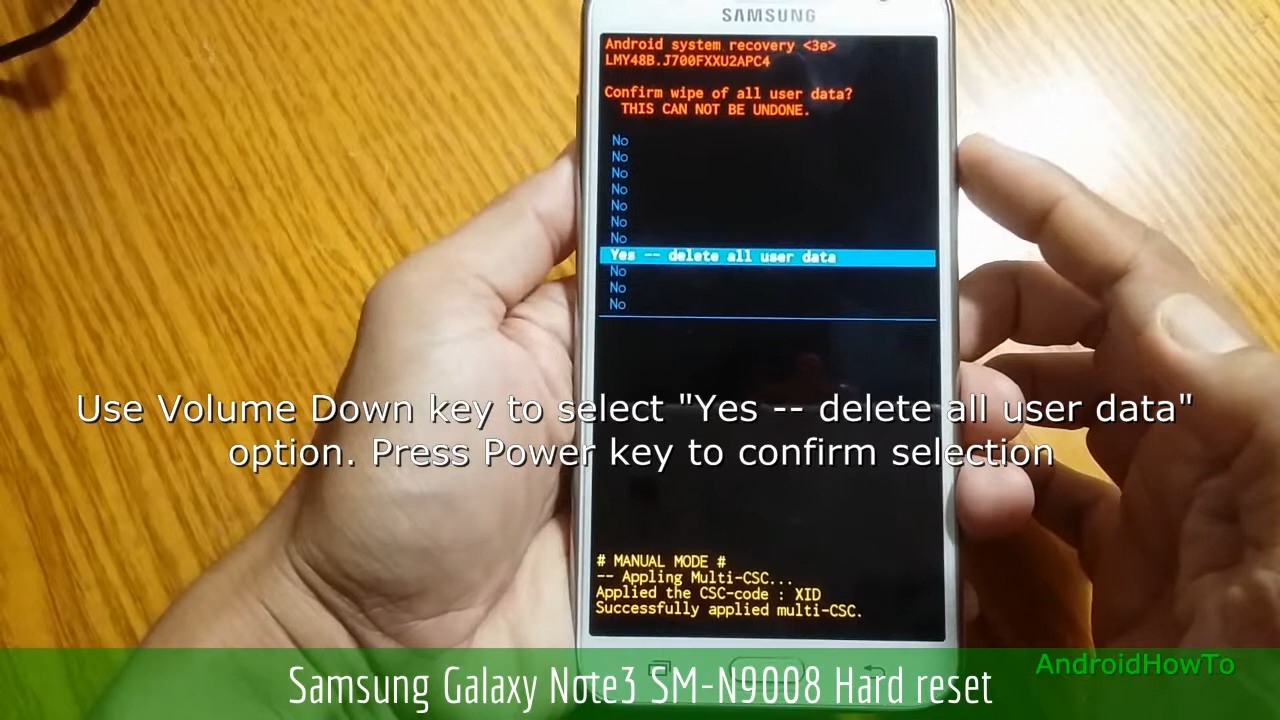 SAMSUNG
Android system recovery <3e>
LMY48B.J700FXXU2APC4
Confirm wipe of all user data?
THIS CAN NOT BE UNDONE.
No
No
No
No
No
No
No
Yes -- delete all user data
No
No
No
Use Volume Down key to select "Yes -- delete all user data"
option. Press Power key to confirm selection
# MANUAL MODE #
-- Appling Multi-CSC...
Applied the CSC-code : XID
Successfully applied multi-CSC.
AndroidHowTo
Samsung Galaxy Note3 SM-N9008 Hard reset